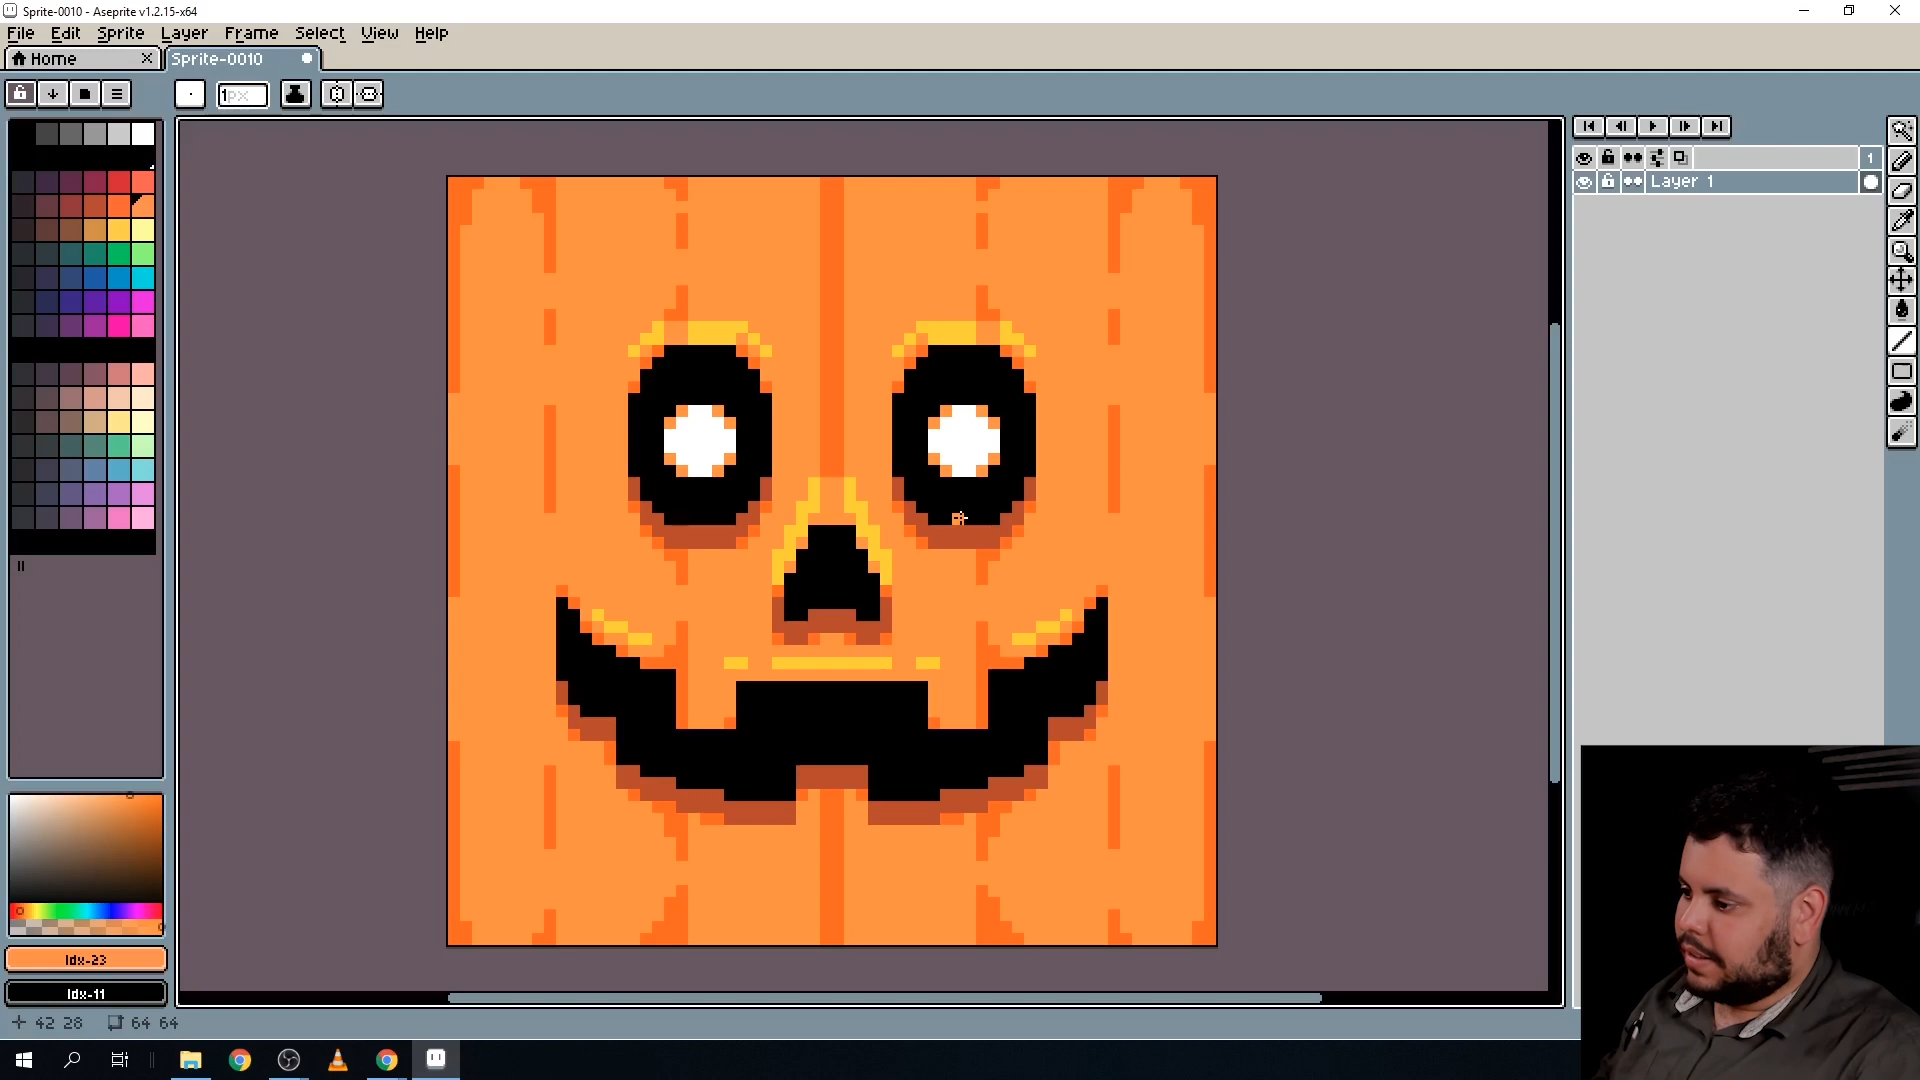 Sprite-0010 - Aseprite v1.2.15-x64
File Edit Sprite Layer Frame Select View Help
Home
Sprite-0010
1px
1
Layer 1
Idx-23
Idx-11
42 28 64 64